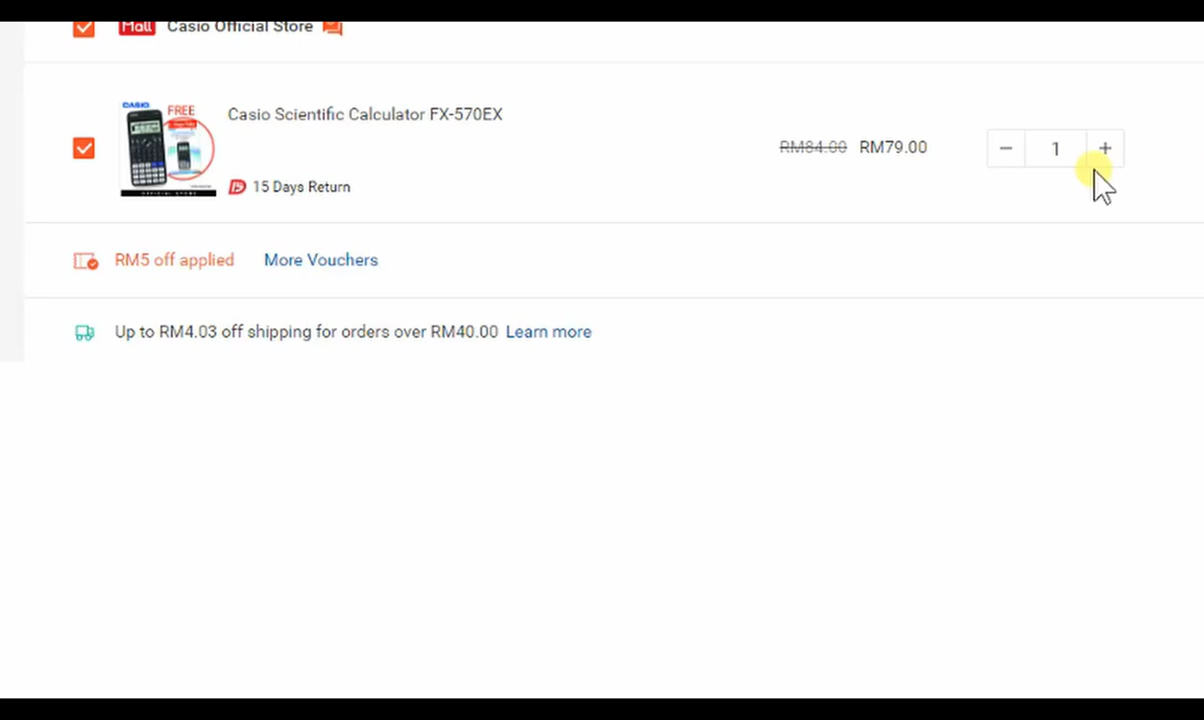 Mall Casio Official Store
CASIO FREE
Casio Scientific Calculator FX-570EX
RM84.00 RM79.00
− 1 +
15 Days Return
RM5 off applied More Vouchers
Up to RM4.03 off shipping for orders over RM40.00 Learn more